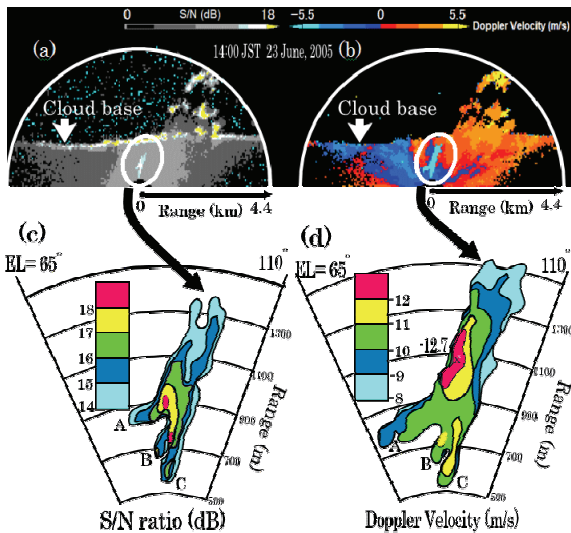 S/N (dB)
0 18
-5.5 0 5.5
Doppler Velocity (m/s)
(a) 14:00 JST 23 June, 2005 (b)
Cloud base
Cloud base
0 4.4
Range (km)
0 4.4
Range (km)
(c)
EL= 65°
110°
18
17
16
15
14
A
B
C
1300
1100
900
700
500
Range (m)
S/N ratio (dB)
(d)
EL= 65°
110°
12
11
10
-9
-8
-12.7
A
B
C
1300
1100
900
700
500
Range (m)
Doppler Velocity (m/s)